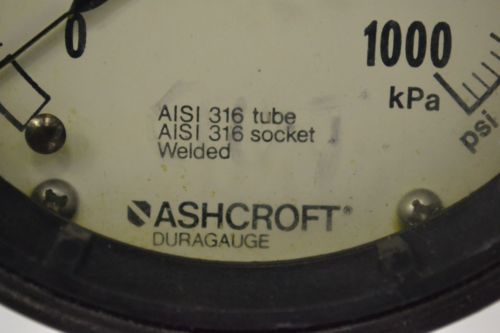 0
1000
kPa
psi
AISI 316 tube
AISI 316 socket
Welded
ASHCROFT®
DURAGAUGE